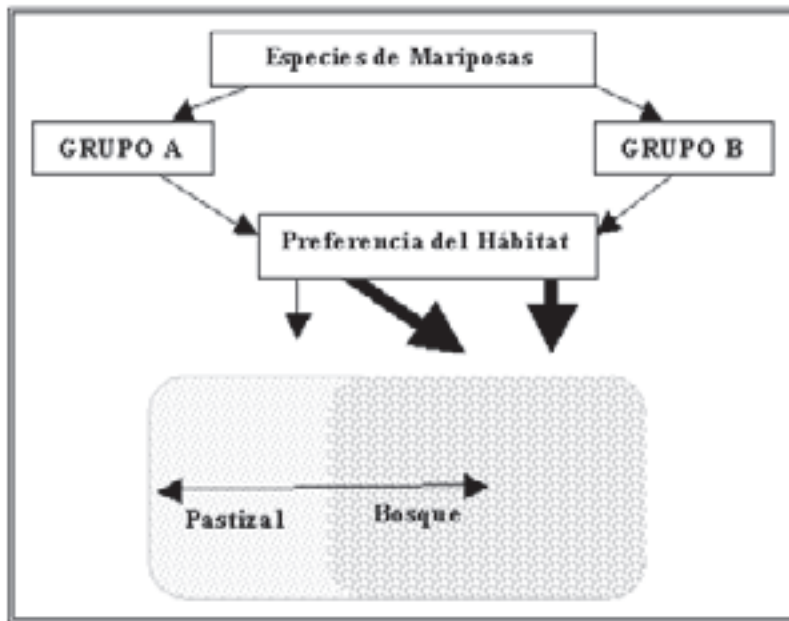 Especies de Mariposas
GRUPO A
GRUPO B
Preferencia del Hábitat
Pastizal
Bosque